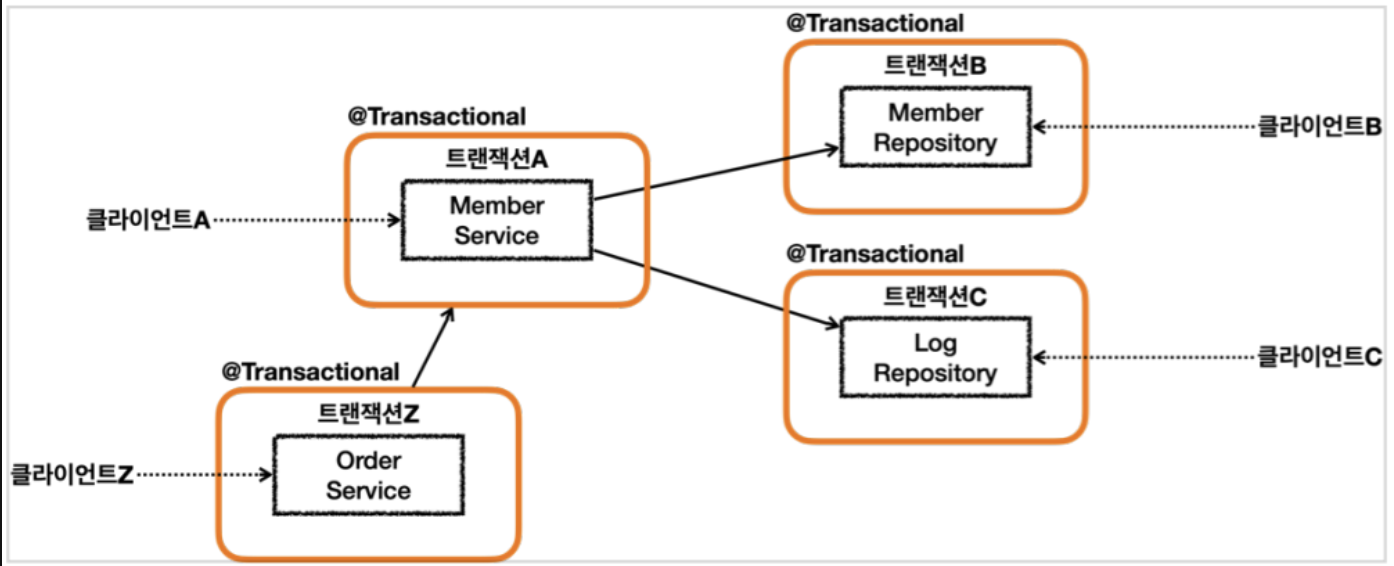 @Transactional
트랜잭션B
Member
Repository
클라이언트B
@Transactional
트랜잭션A
Member
Service
클라이언트A
@Transactional
트랜잭션C
Log
Repository
클라이언트C
@Transactional
트랜잭션Z
Order
Service
클라이언트Z